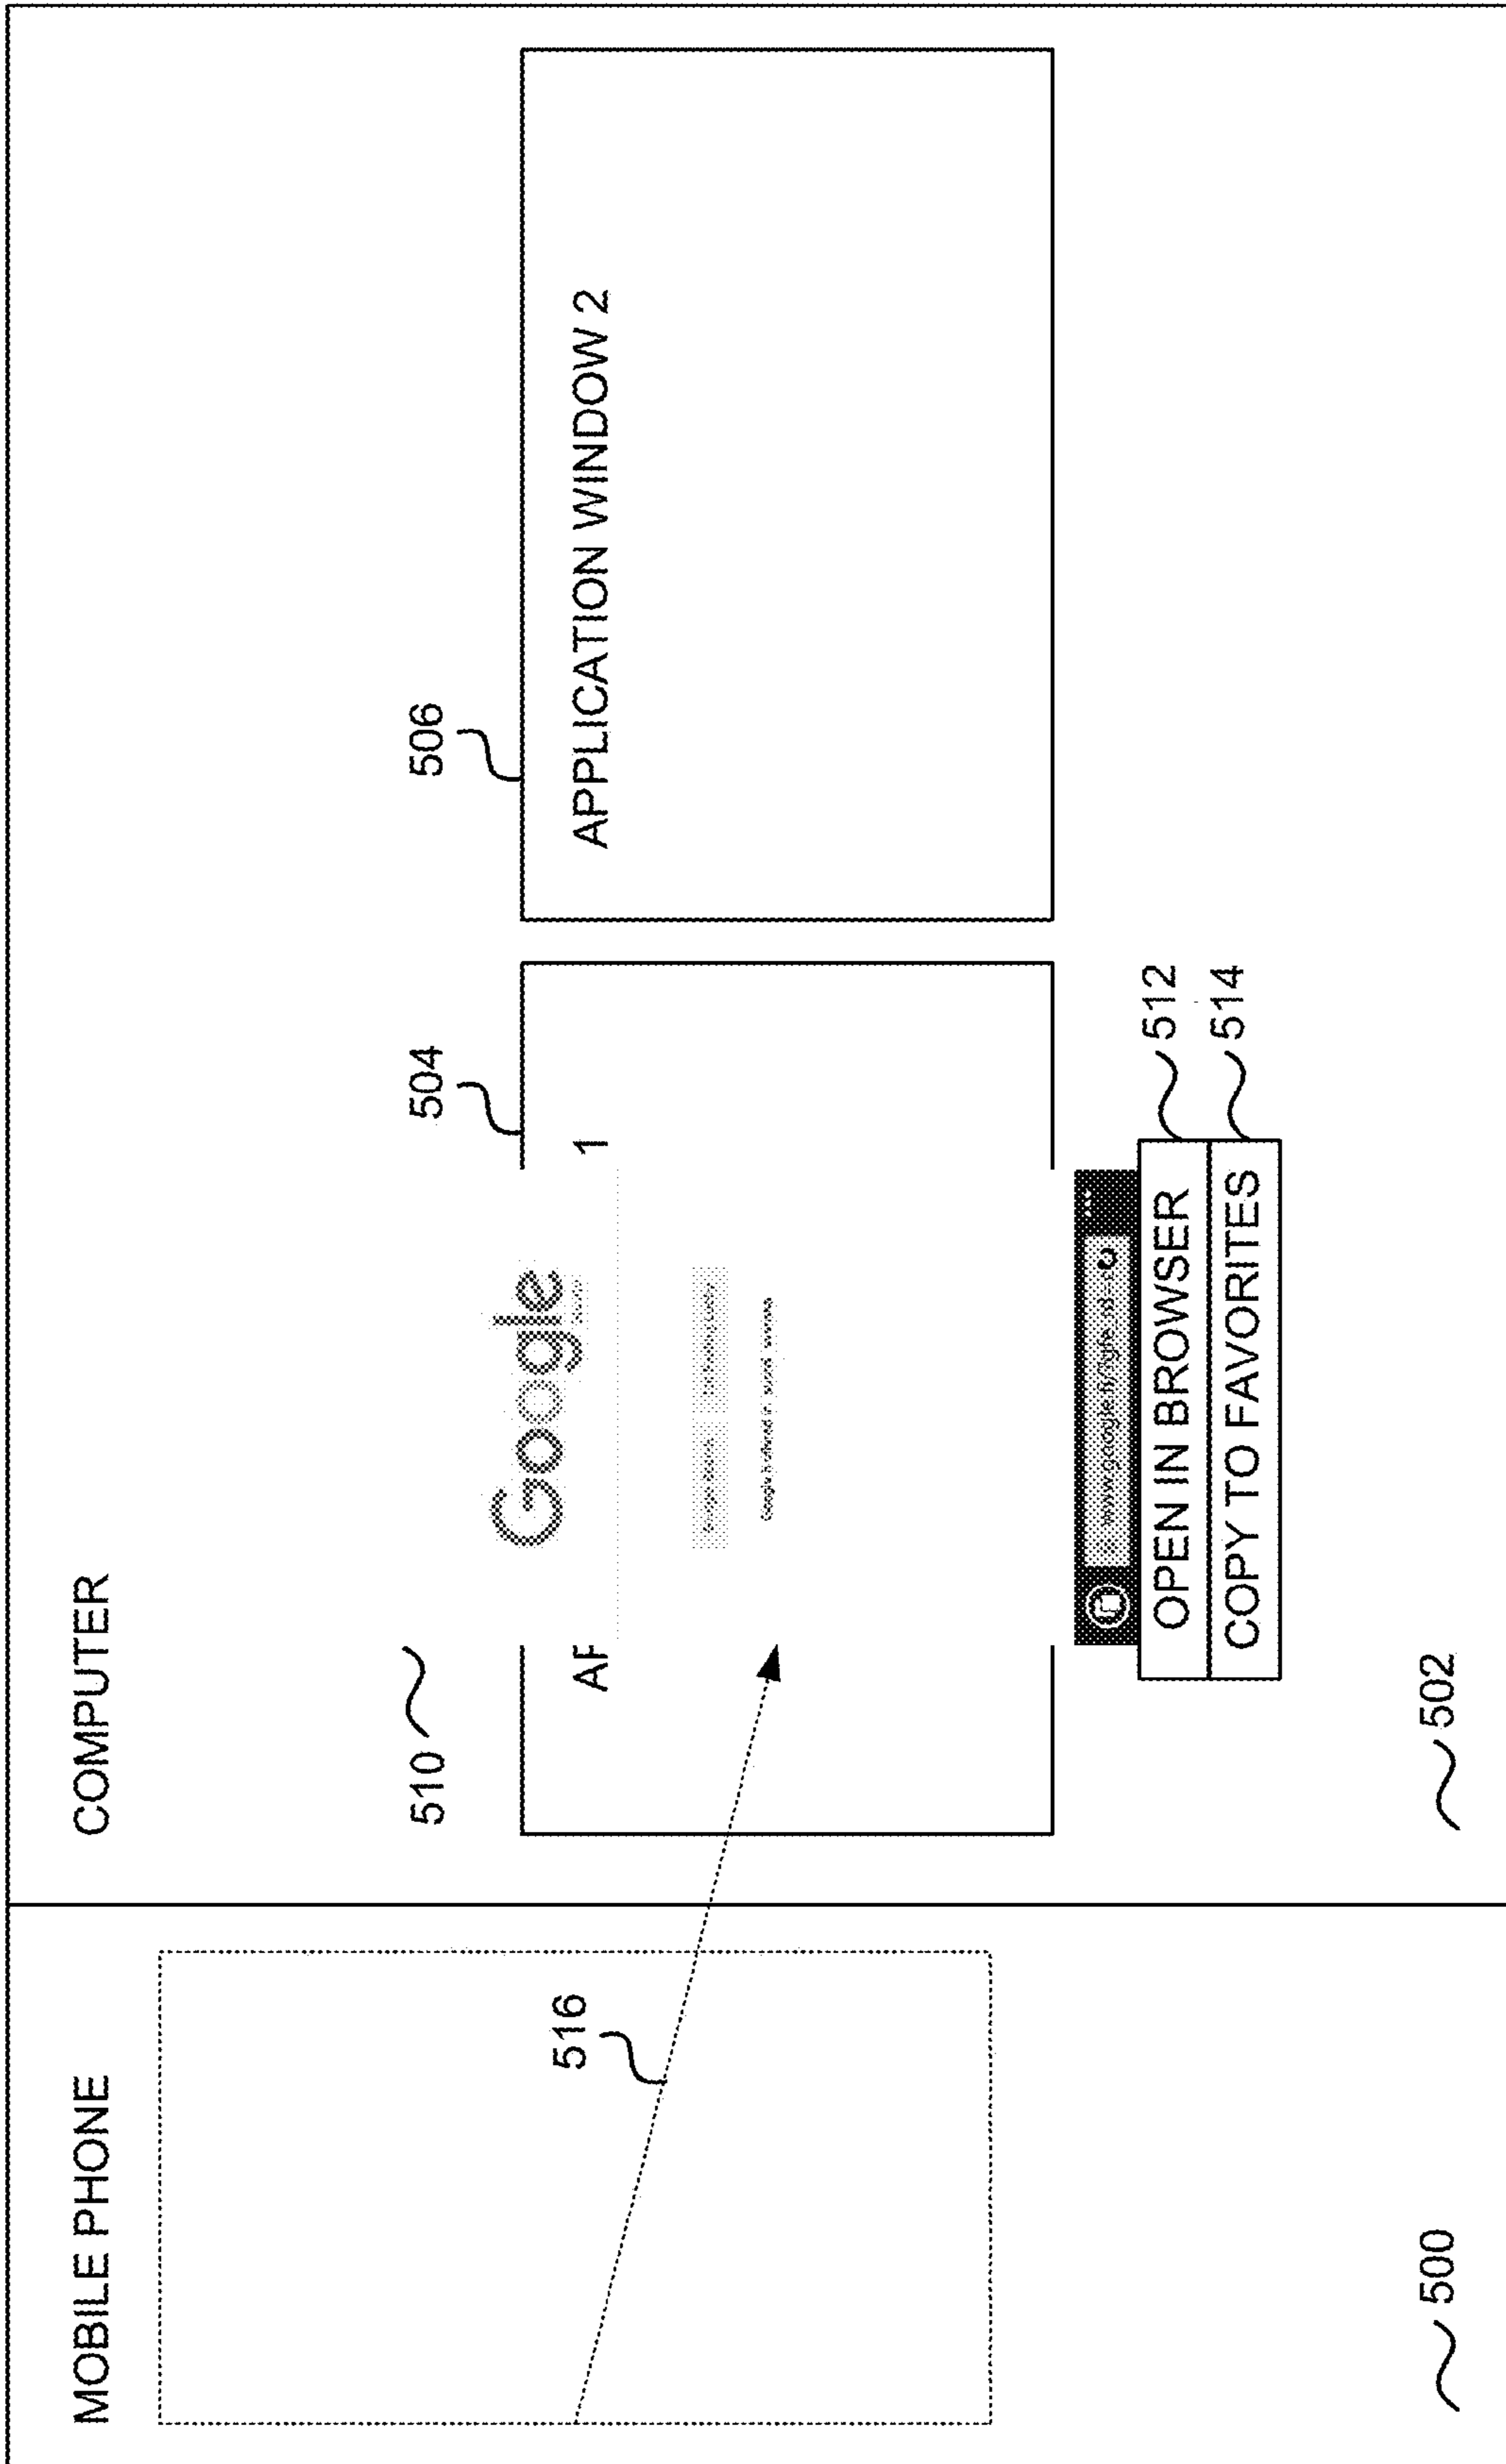 MOBILE PHONE
COMPUTER
510
504
506
Google
AF
1
APPLICATION WINDOW 2
516
OPEN IN BROWSER
512
COPY TO FAVORITES
514
500
502